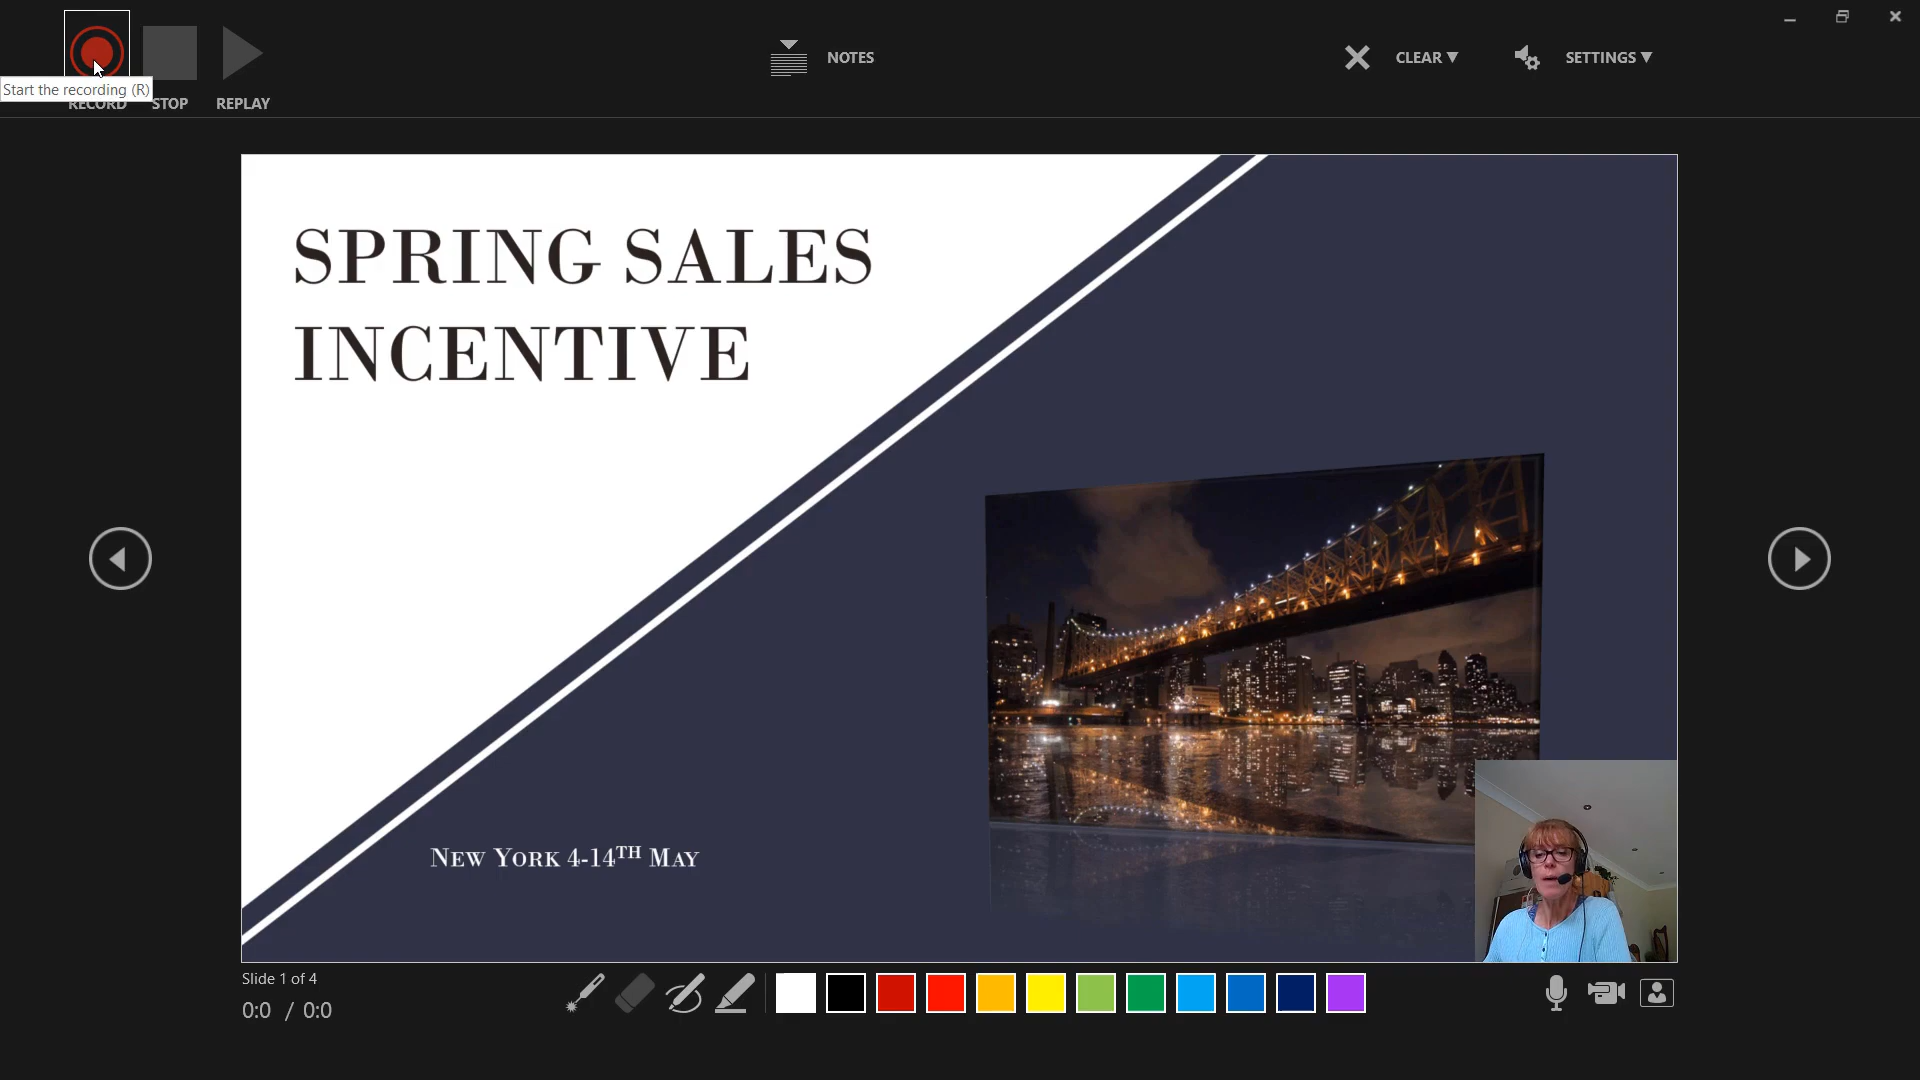 NOTES
CLEAR ▼
SETTINGS ▼
Start the recording (R)
RECORD
STOP
REPLAY
SPRING SALES
INCENTIVE
NEW YORK 4-14TH MAY
Slide 1 of 4
0:0 / 0:0